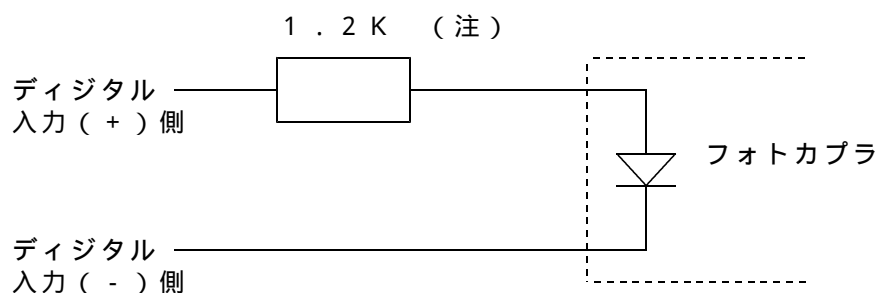 １．２Ｋ （注）
ディジタル
入力（＋）側
フォトカプラ
ディジタル
入力（－）側